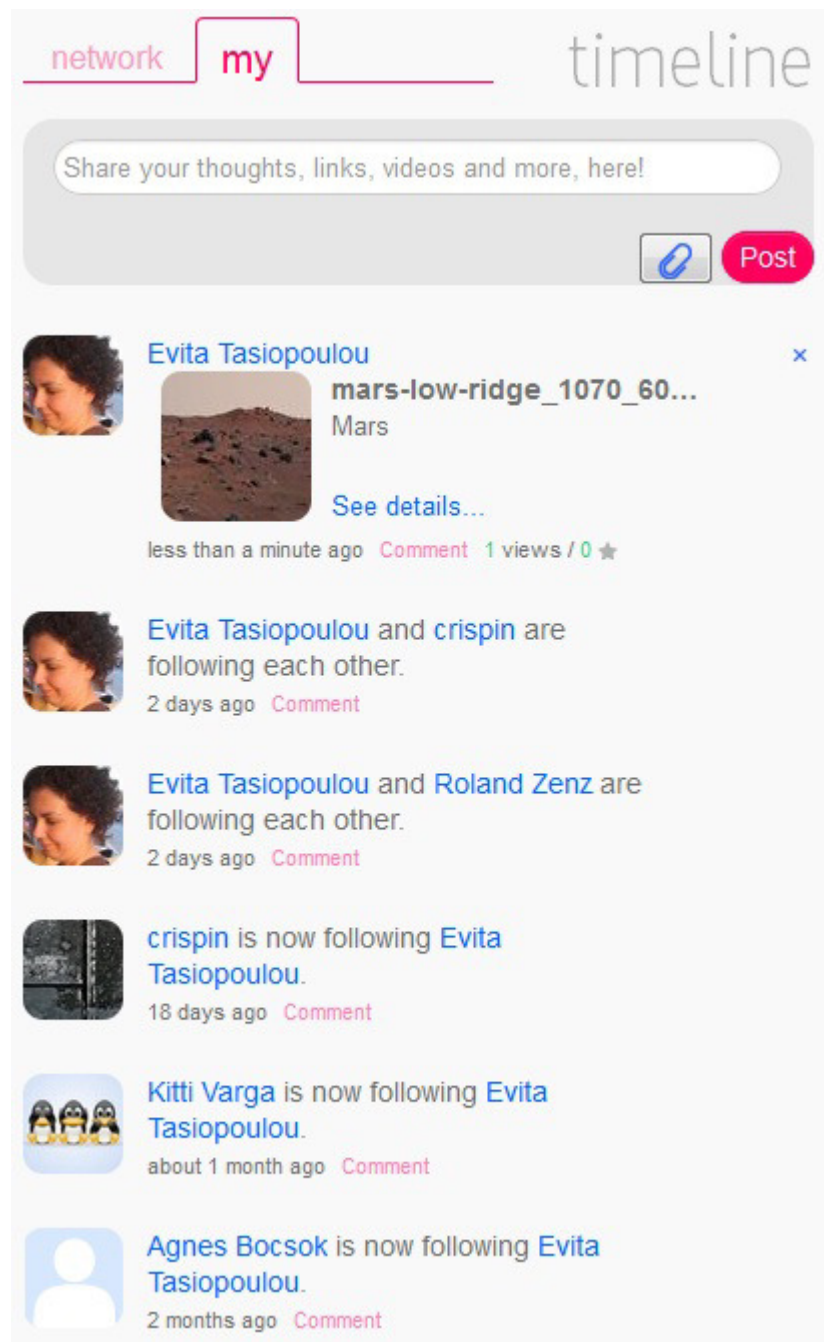 network my timeline
Share your thoughts, links, videos and more, here!
Post
Evita Tasiopoulou ×
mars-low-ridge_1070_60...
Mars
See details...
less than a minute ago Comment 1 views / 0
Evita Tasiopoulou and crispin are
following each other.
2 days ago Comment
Evita Tasiopoulou and Roland Zenz are
following each other.
2 days ago Comment
crispin is now following Evita
Tasiopoulou.
18 days ago Comment
Kitti Varga is now following Evita
Tasiopoulou.
about 1 month ago Comment
Agnes Bocsok is now following Evita
Tasiopoulou.
2 months ago Comment